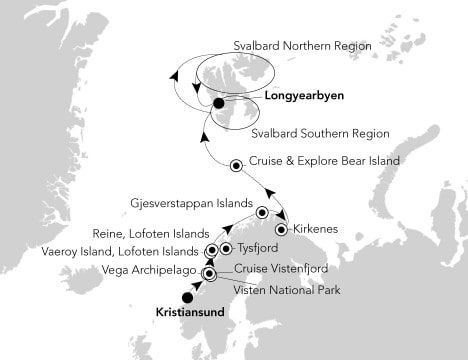 Svalbard Northern Region
Longyearbyen
Svalbard Southern Region
Cruise & Explore Bear Island
Gjesverstappan Islands
Kirkenes
Reine, Lofoten Islands
Tysfjord
Vaeroy Island, Lofoten Islands
Vega Archipelago
Cruise Vistenfjord
Visten National Park
Kristiansund